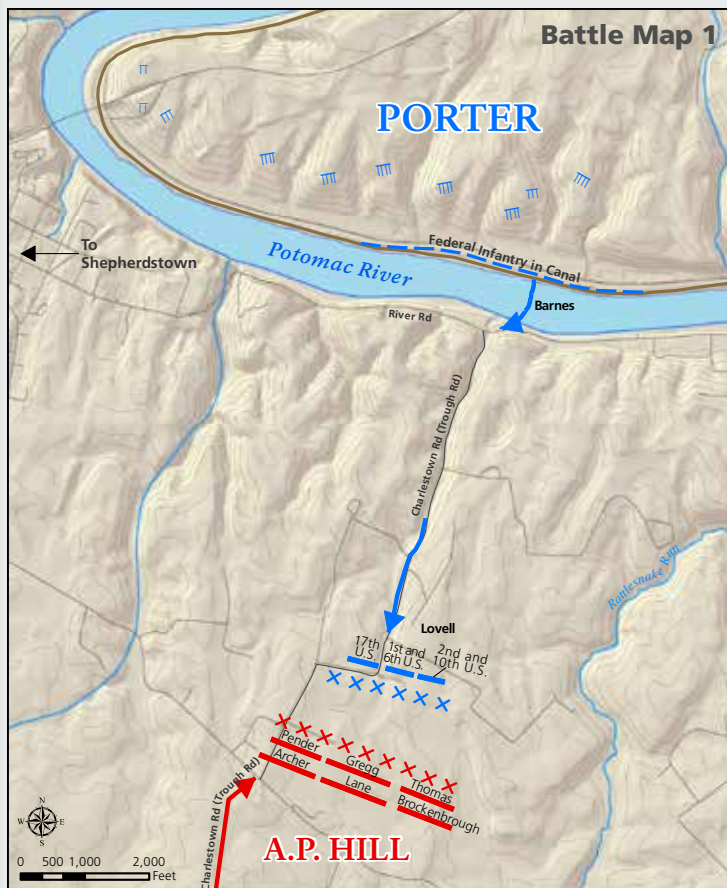 Battle Map 1
PORTER
To
Shepherdstown
Potomac River
Federal Infantry in Canal
Barnes
River Rd
Charlestown Rd (Trough Rd)
Rattlesnake Run
Lovell
17th
U.S.
1st and
6th U.S.
2nd and
10th U.S.
Pender
Gregg
Thomas
Archer
Lane
Brockenbrough
Charlestown Rd (Trough Rd)
A.P. HILL
N
W
E
S
0 500 1,000 2,000
Feet